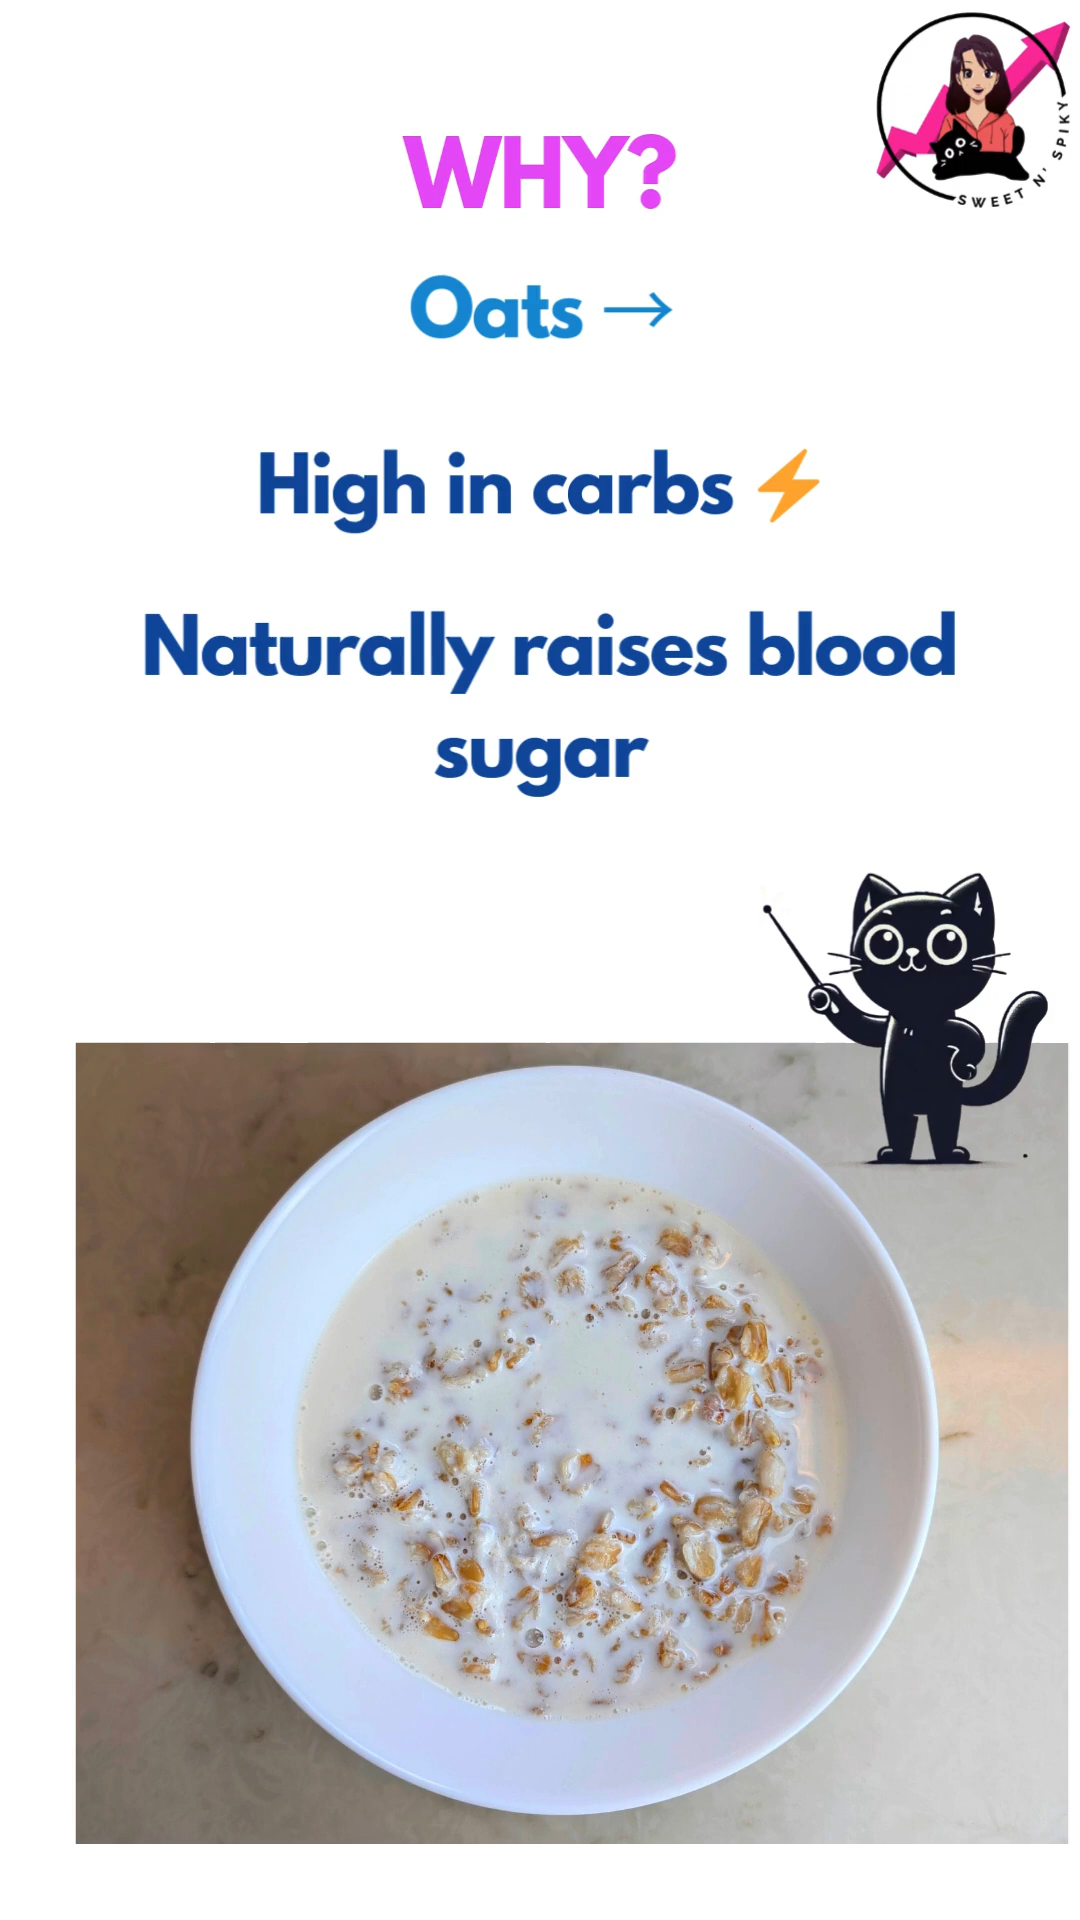 SWEET N' SPIKY
WHY?
Oats →
High in carbs ⚡
Naturally raises blood
sugar